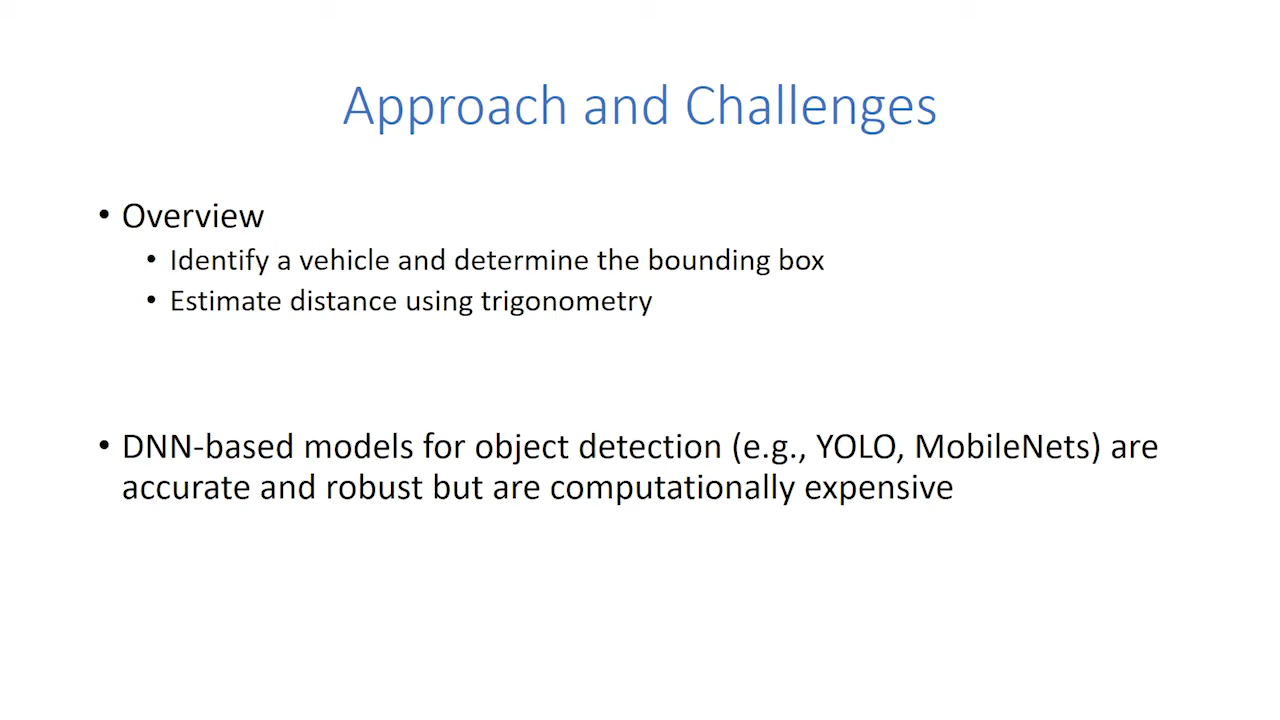 Approach and Challenges
• Overview
• Identify a vehicle and determine the bounding box
• Estimate distance using trigonometry
• DNN-based models for object detection (e.g., YOLO, MobileNets) are
accurate and robust but are computationally expensive